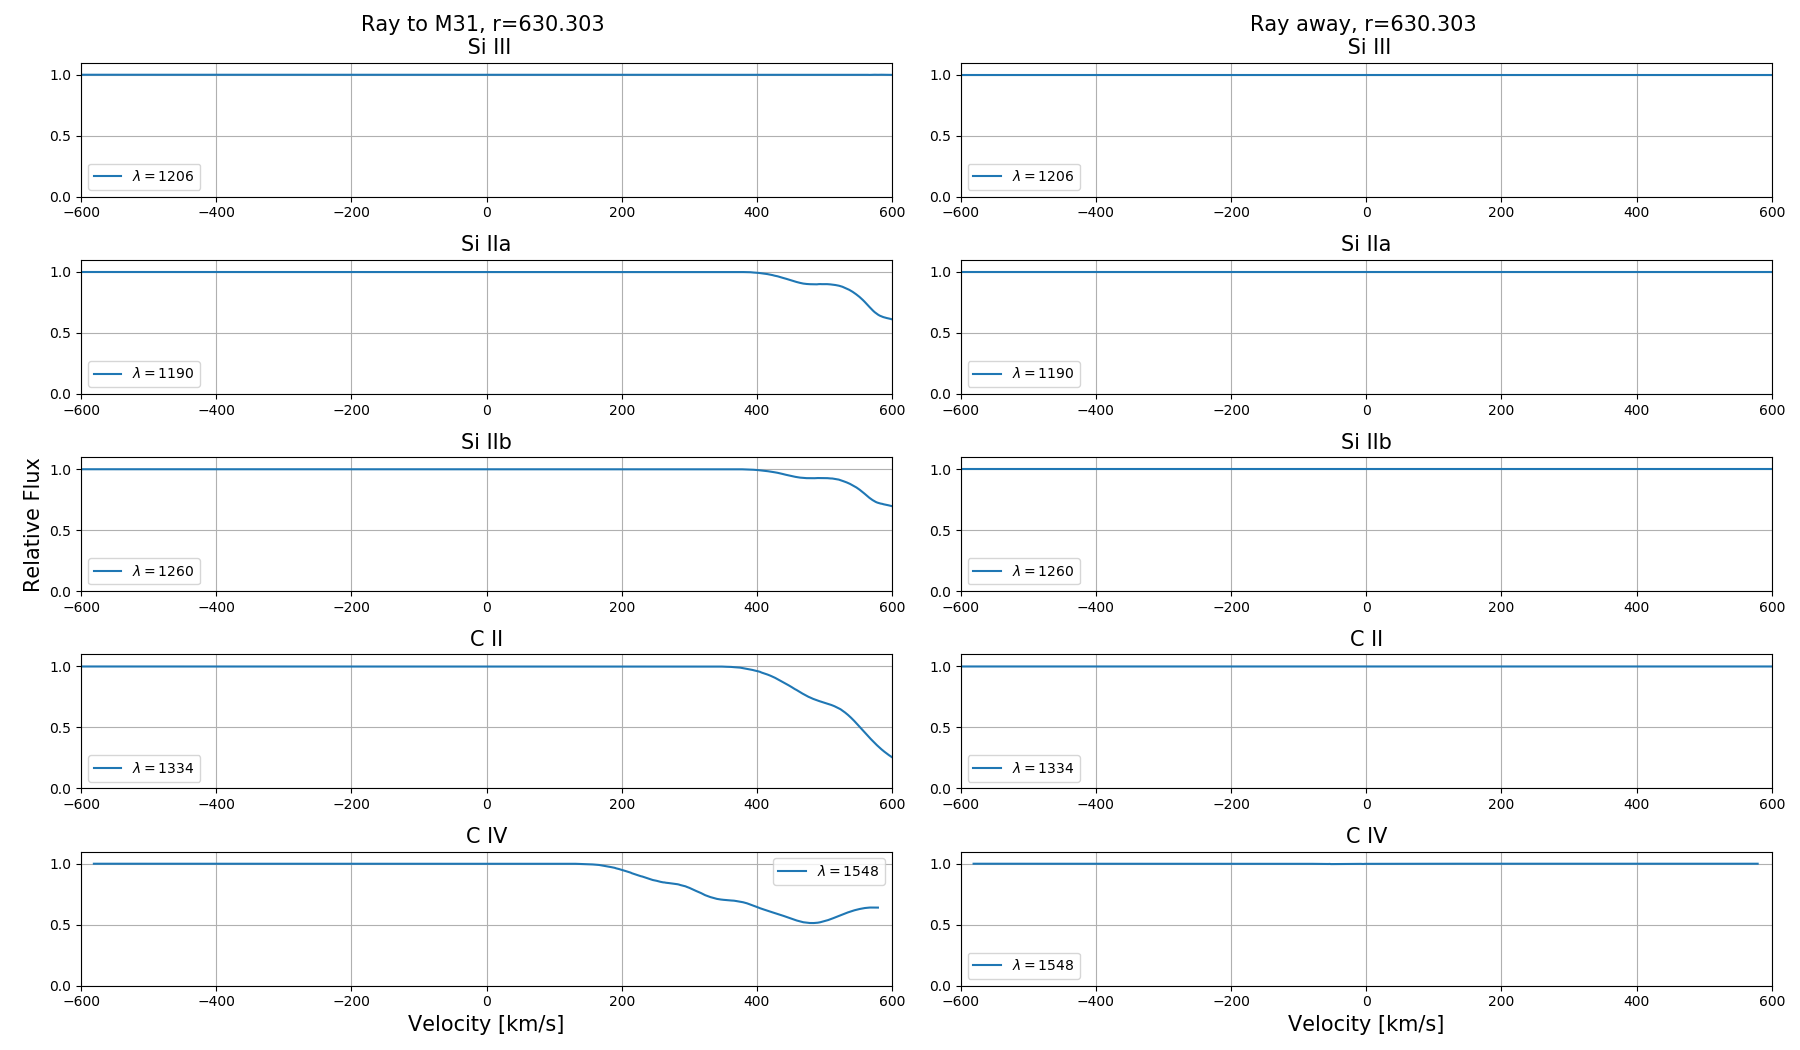 Ray to M31, r=630.303
Si III
1.0
0.5
0.0
λ = 1206
−600 −400 −200 0 200 400 600
Si IIa
1.0
0.5
0.0
λ = 1190
−600 −400 −200 0 200 400 600
Si IIb
1.0
0.5
0.0
λ = 1260
−600 −400 −200 0 200 400 600
Relative Flux
C II
1.0
0.5
0.0
λ = 1334
−600 −400 −200 0 200 400 600
C IV
1.0
0.5
0.0
λ = 1548
−600 −400 −200 0 200 400 600
Velocity [km/s]
Ray away, r=630.303
Si III
1.0
0.5
0.0
λ = 1206
−600 −400 −200 0 200 400 600
Si IIa
1.0
0.5
0.0
λ = 1190
−600 −400 −200 0 200 400 600
Si IIb
1.0
0.5
0.0
λ = 1260
−600 −400 −200 0 200 400 600
C II
1.0
0.5
0.0
λ = 1334
−600 −400 −200 0 200 400 600
C IV
1.0
0.5
0.0
λ = 1548
−600 −400 −200 0 200 400 600
Velocity [km/s]